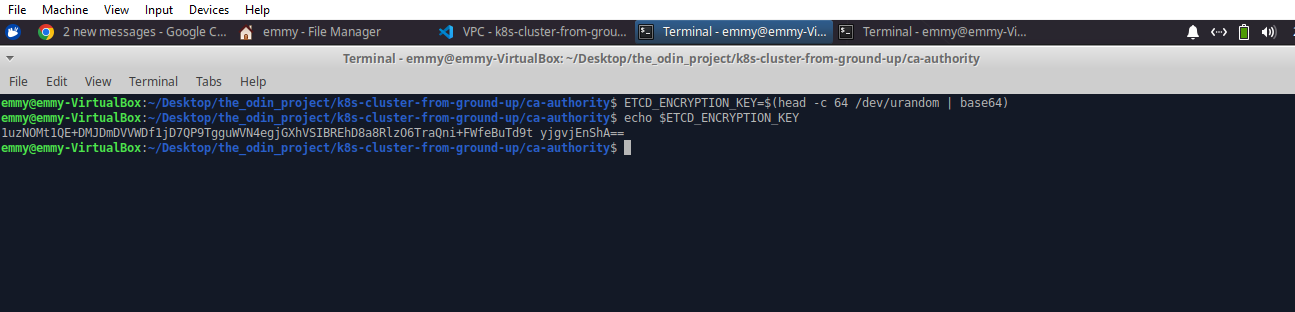 File Machine View Input Devices Help
2 new messages - Google C... emmy - File Manager VPC - k8s-cluster-from-grou... Terminal - emmy@emmy-Vi... Terminal - emmy@emmy-Vi...
Terminal - emmy@emmy-VirtualBox: ~/Desktop/the_odin_project/k8s-cluster-from-ground-up/ca-authority
File Edit View Terminal Tabs Help
emmy@emmy-VirtualBox:~/Desktop/the_odin_project/k8s-cluster-from-ground-up/ca-authority$ ETCD_ENCRYPTION_KEY=$(head -c 64 /dev/urandom | base64)
emmy@emmy-VirtualBox:~/Desktop/the_odin_project/k8s-cluster-from-ground-up/ca-authority$ echo $ETCD_ENCRYPTION_KEY
1uzNOMt1QE+DMJDmDVVWDf1jD7QP9TgguWVN4egjGXhVSIBREhD8a8RlzO6TraQni+FWfeBuTd9t yjgvjEnShA==
emmy@emmy-VirtualBox:~/Desktop/the_odin_project/k8s-cluster-from-ground-up/ca-authority$